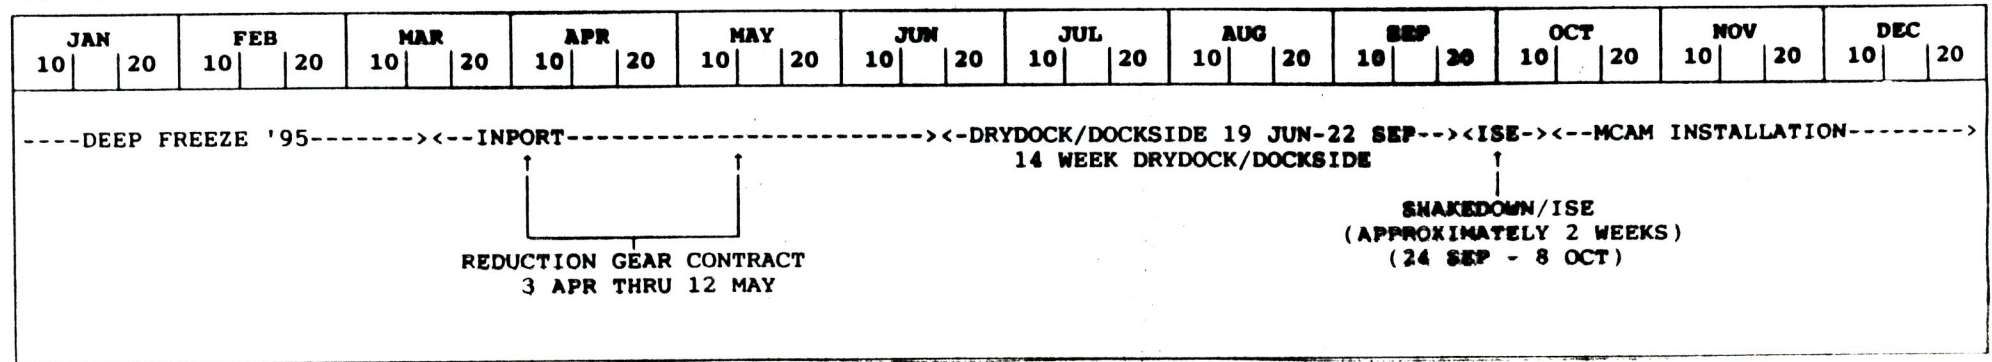 JAN FEB MAR APR MAY JUN JUL AUG SEP OCT NOV DEC
10 20 10 20 10 20 10 20 10 20 10 20 10 20 10 20 10 20 10 20 10 20 10 20
----DEEP FREEZE '95-------><--INPORT------------------------><-DRYDOCK/DOCKSIDE 19 JUN-22 SEP--><ISE-><--MCAM INSTALLATION-------->
14 WEEK DRYDOCK/DOCKSIDE
SHAKEDOWN/ISE
(APPROXIMATELY 2 WEEKS)
(24 SEP - 8 OCT)
REDUCTION GEAR CONTRACT
3 APR THRU 12 MAY